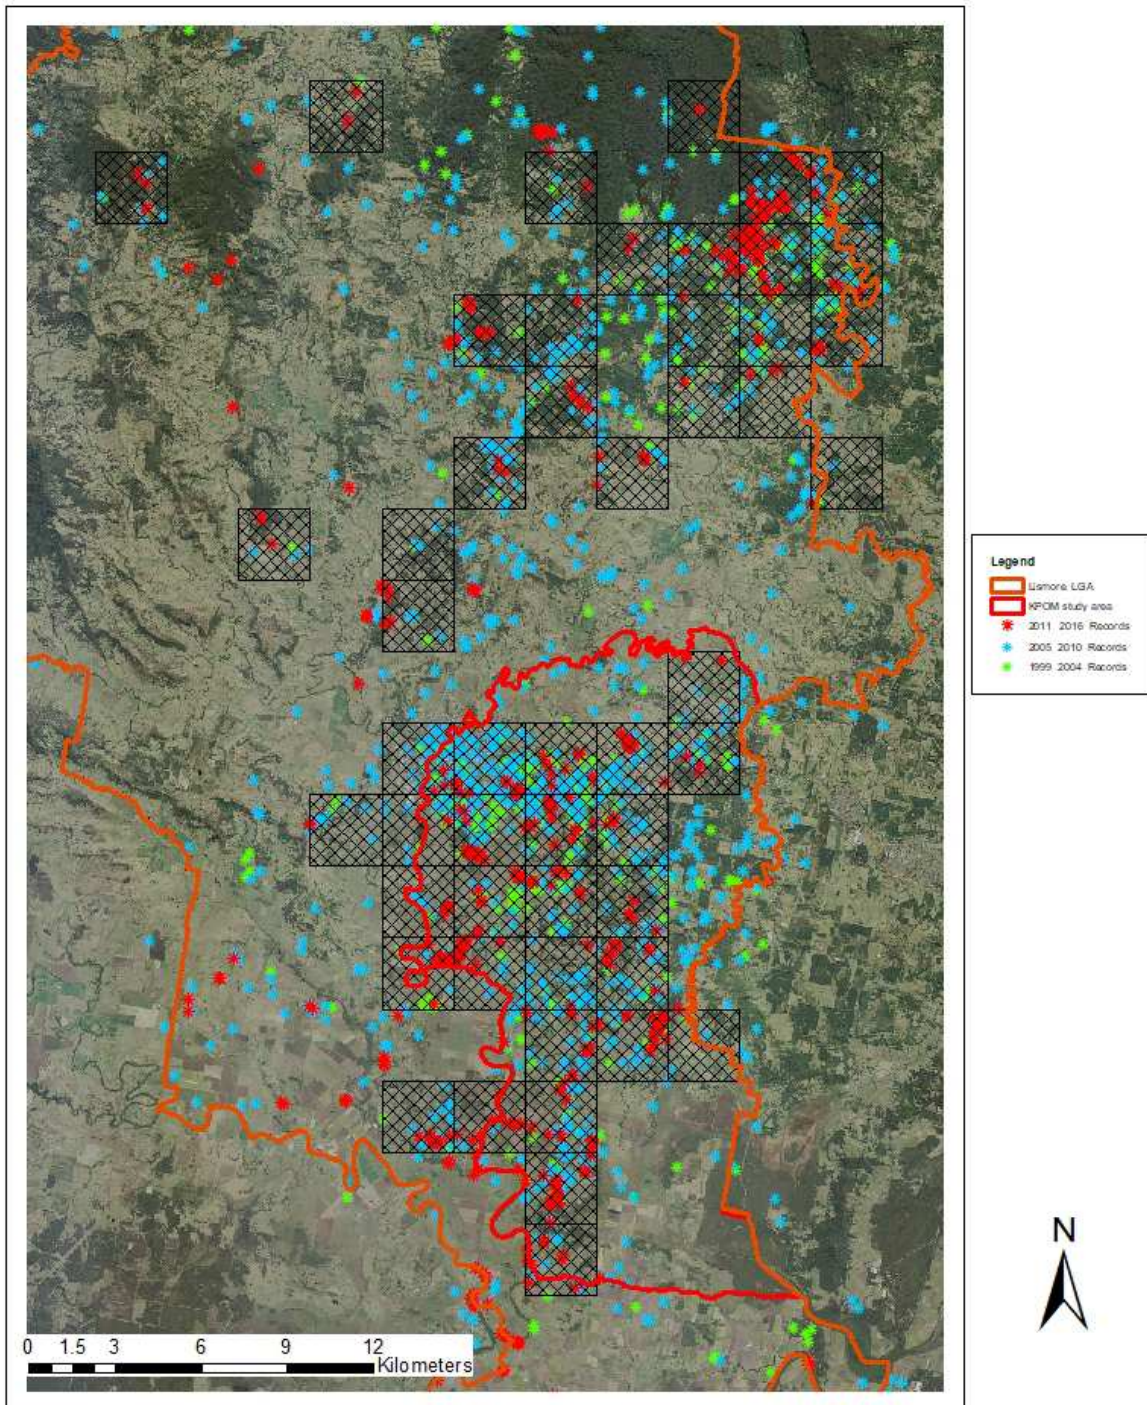 Legend
Lismore LGA
KPOM study area
2011 2016 Records
2005 2010 Records
1999 2004 Records
N
0 1.5 3 6 9 12
Kilometers